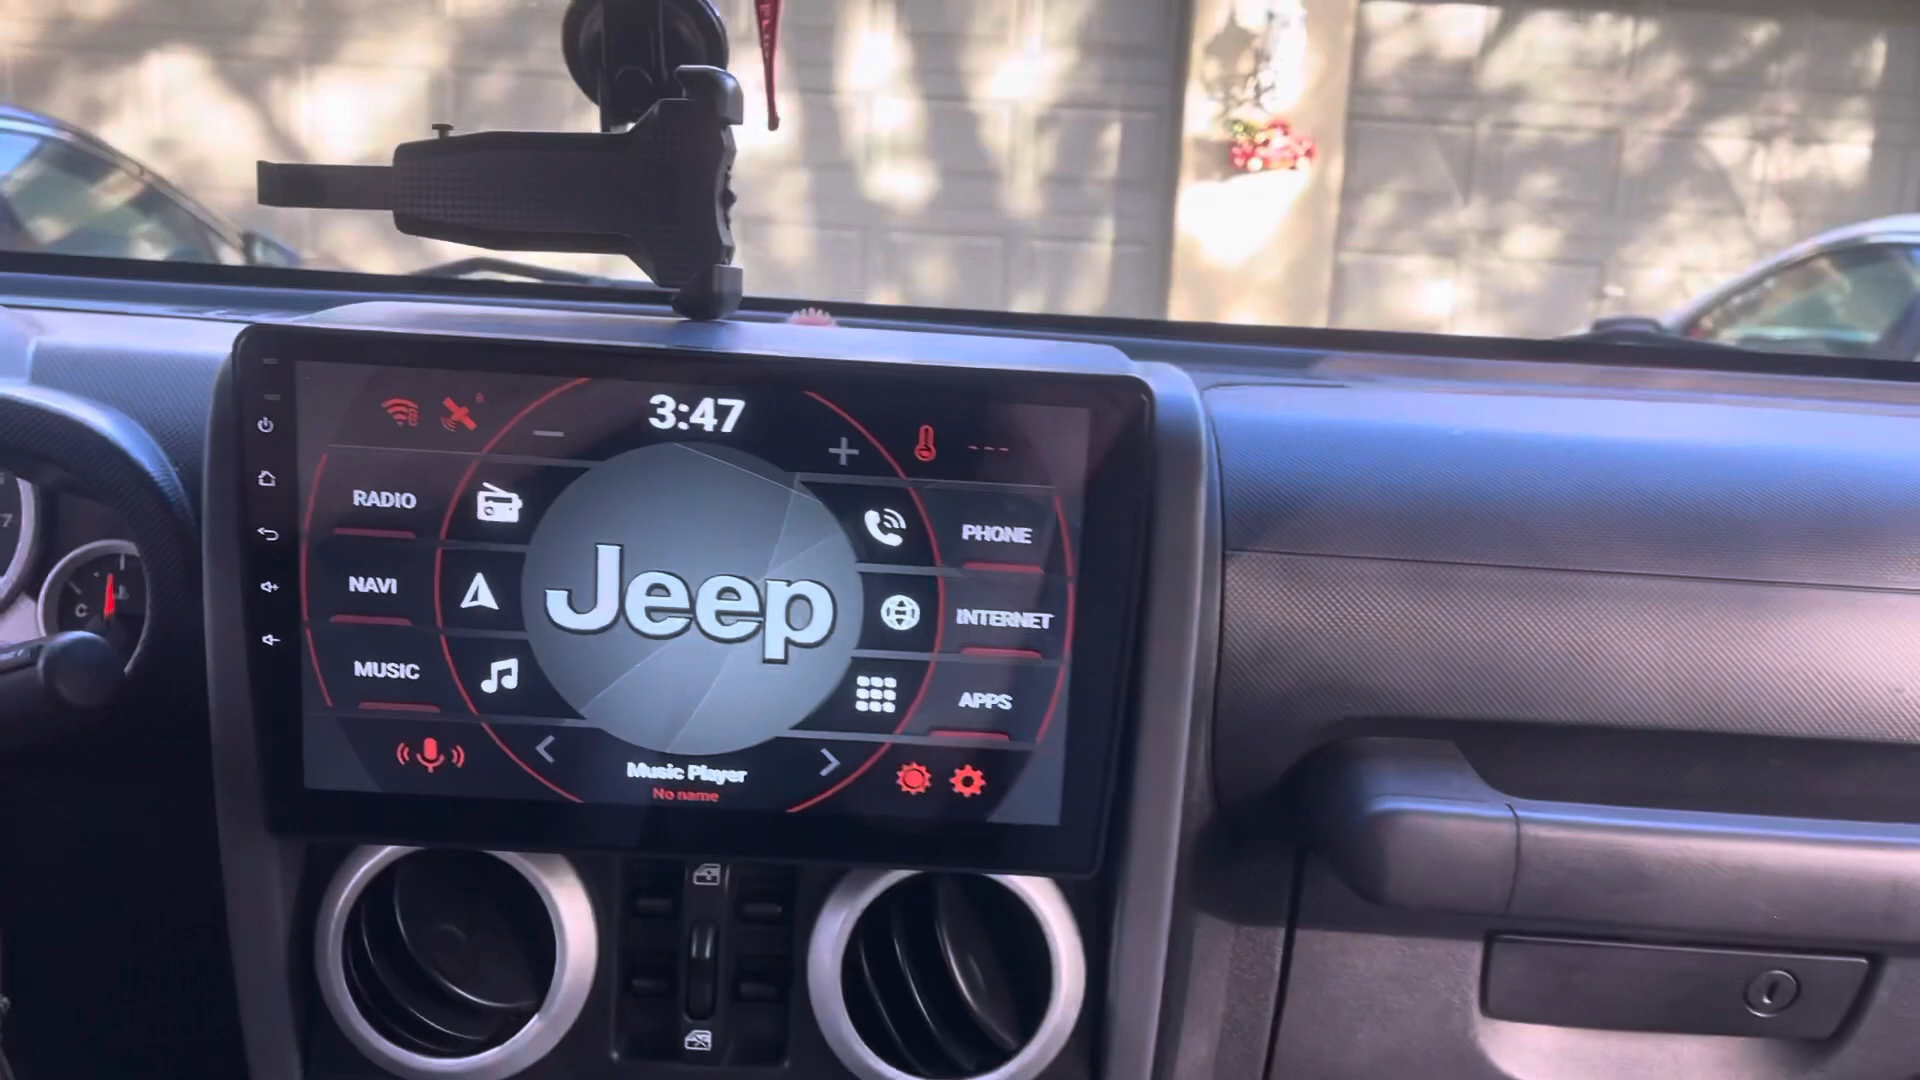 3:47
RADIO
PHONE
NAVI
INTERNET
MUSIC
APPS
Jeep
Music Player
No name
C